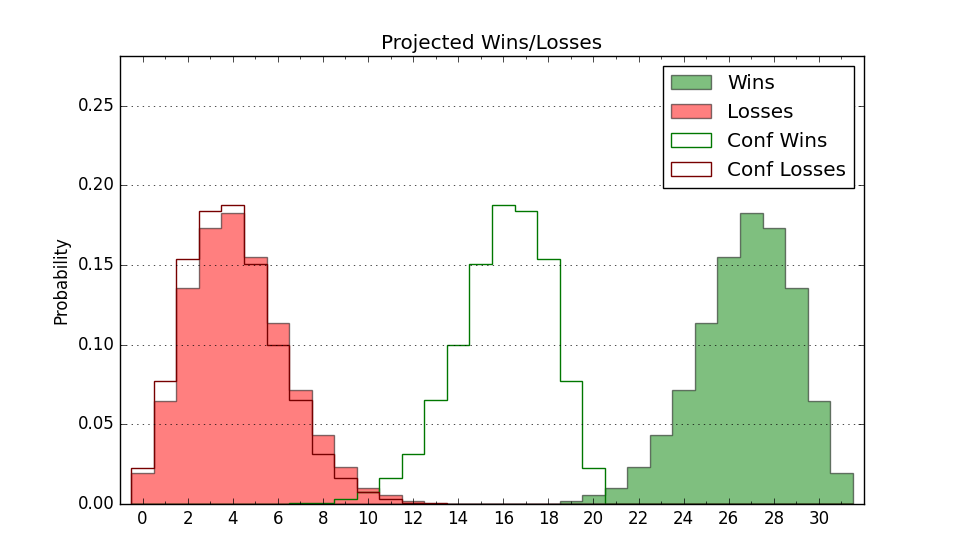 Projected Wins/Losses
Wins
Losses
Conf Wins
Conf Losses
Probability
0.25
0.20
0.15
0.10
0.05
0.00
0 2 4 6 8 10 12 14 16 18 20 22 24 26 28 30